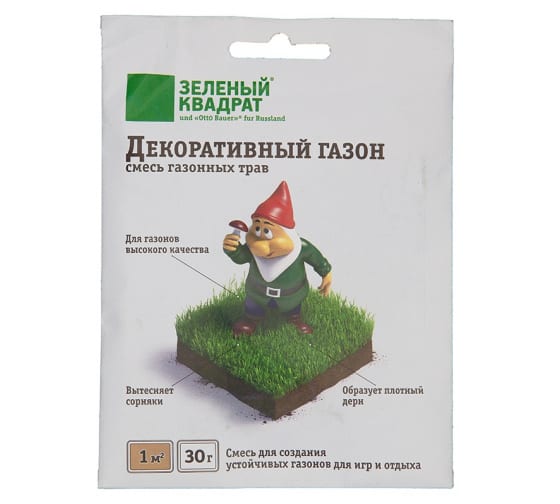 ЗЕЛЕНЫЙ®
КВАДРАТ
und «Otto Bauer»® fur Russland
ДЕКОРАТИВНЫЙ ГАЗОН
смесь газонных трав
Для газонов
высокого качества
Вытесняет
сорняки
Образует плотный
дерн
1 м²
30 г
Смесь для создания
устойчивых газонов для игр и отдыха